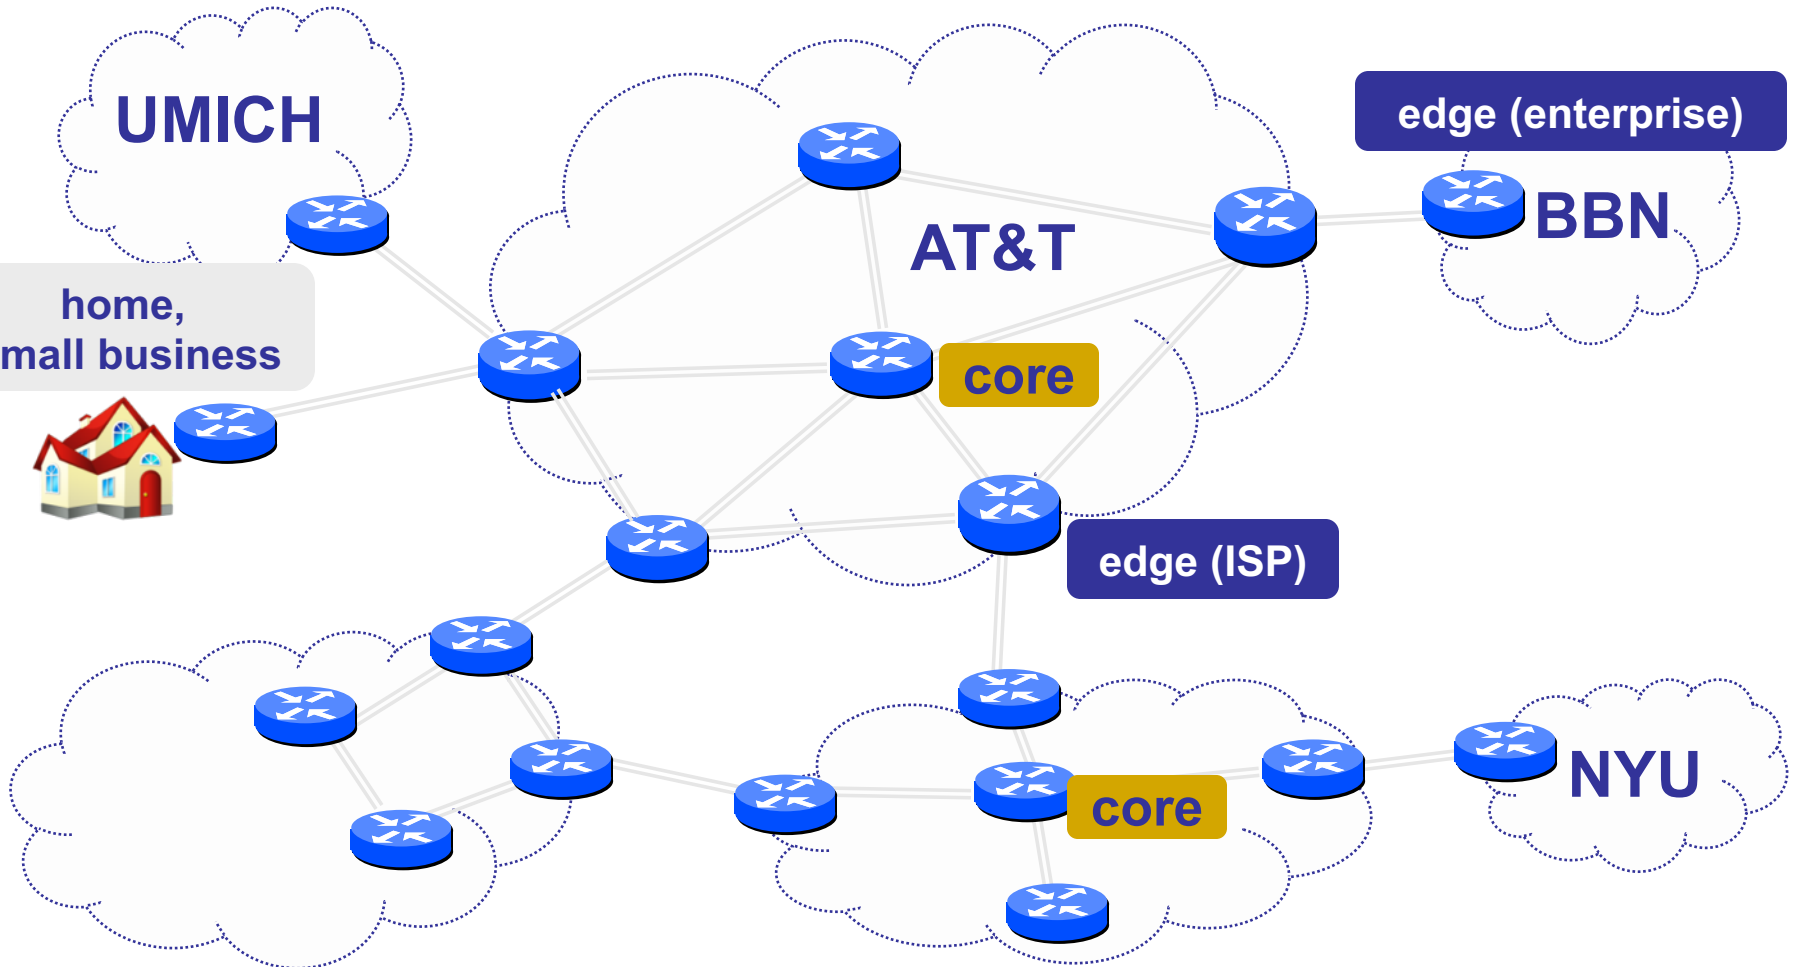 UMICH
edge (enterprise)
BBN
AT&T
home,
mall business
core
edge (ISP)
NYU
core